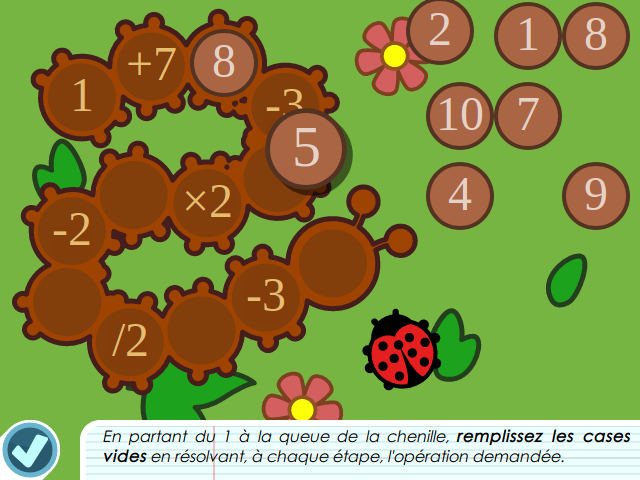 2 1 8
1 +7 8 -3
10 7
5
4 9
×2
-2
-3
/2
En partant du 1 à la queue de la chenille, remplissez les cases
vides en résolvant, à chaque étape, l'opération demandée.